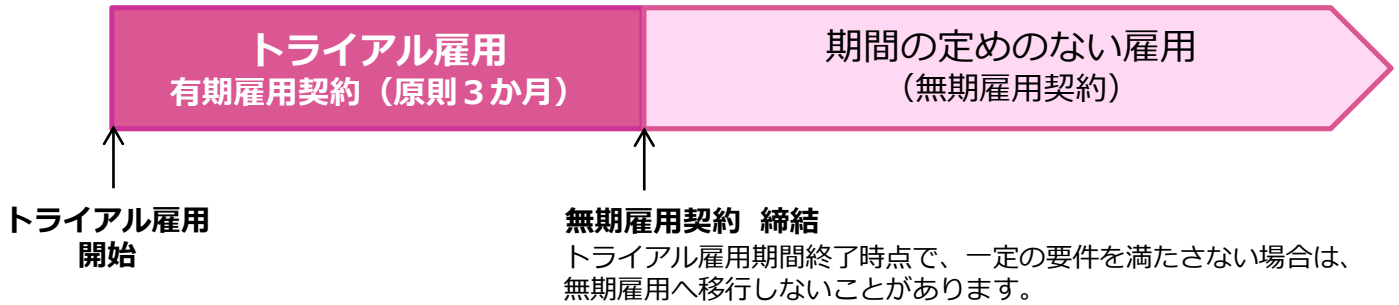 トライアル雇用
有期雇用契約（原則３か月）
期間の定めのない雇用
（無期雇用契約）
トライアル雇用
開始
無期雇用契約 締結
トライアル雇用期間終了時点で、一定の要件を満たさない場合は、
無期雇用へ移行しないことがあります。